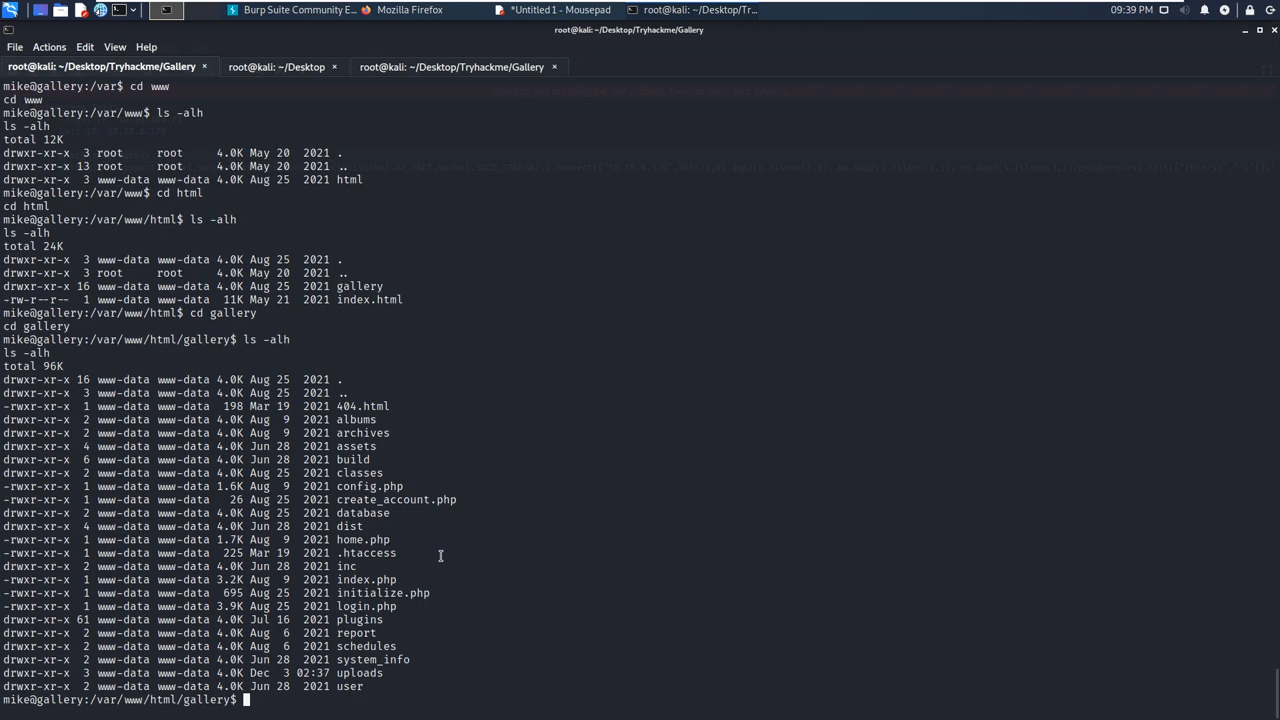 Burp Suite Community E...
Mozilla Firefox
*Untitled 1 - Mousepad
root@kali: ~/Desktop/Tr...
09:39 PM
root@kali: ~/Desktop/Tryhackme/Gallery
File Actions Edit View Help
root@kali: ~/Desktop/Tryhackme/Gallery × root@kali: ~/Desktop × root@kali: ~/Desktop/Tryhackme/Gallery ×
mike@gallery:/var$ cd www
cd www
mike@gallery:/var/www$ ls -alh
ls -alh
total 12K
drwxr-xr-x  3 root     root     4.0K May 20  2021 .
drwxr-xr-x 13 root     root     4.0K May 20  2021 ..
drwxr-xr-x  3 www-data www-data 4.0K Aug 25  2021 html
mike@gallery:/var/www$ cd html
cd html
mike@gallery:/var/www/html$ ls -alh
ls -alh
total 24K
drwxr-xr-x  3 www-data www-data 4.0K Aug 25  2021 .
drwxr-xr-x  3 root     root     4.0K May 20  2021 ..
drwxr-xr-x 16 www-data www-data 4.0K Aug 25  2021 gallery
-rw-r--r--  1 www-data www-data  11K May 21  2021 index.html
mike@gallery:/var/www/html$ cd gallery
cd gallery
mike@gallery:/var/www/html/gallery$ ls -alh
ls -alh
total 96K
drwxr-xr-x 16 www-data www-data 4.0K Aug 25  2021 .
drwxr-xr-x  3 www-data www-data 4.0K Aug 25  2021 ..
-rwxr-xr-x  1 www-data www-data  198 Mar 19  2021 404.html
drwxr-xr-x  2 www-data www-data 4.0K Aug  9  2021 albums
drwxr-xr-x  2 www-data www-data 4.0K Aug  9  2021 archives
drwxr-xr-x  4 www-data www-data 4.0K Jun 28  2021 assets
drwxr-xr-x  6 www-data www-data 4.0K Jun 28  2021 build
drwxr-xr-x  2 www-data www-data 4.0K Aug 25  2021 classes
-rwxr-xr-x  1 www-data www-data 1.6K Aug  9  2021 config.php
-rwxr-xr-x  1 www-data www-data   26 Aug 25  2021 create_account.php
drwxr-xr-x  2 www-data www-data 4.0K Aug 25  2021 database
drwxr-xr-x  4 www-data www-data 4.0K Jun 28  2021 dist
-rwxr-xr-x  1 www-data www-data 1.7K Aug  9  2021 home.php
-rwxr-xr-x  1 www-data www-data  225 Mar 19  2021 .htaccess
drwxr-xr-x  2 www-data www-data 4.0K Jun 28  2021 inc
-rwxr-xr-x  1 www-data www-data 3.2K Aug  9  2021 index.php
-rwxr-xr-x  1 www-data www-data  695 Aug 25  2021 initialize.php
-rwxr-xr-x  1 www-data www-data 3.9K Aug 25  2021 login.php
drwxr-xr-x 61 www-data www-data 4.0K Jul 16  2021 plugins
drwxr-xr-x  2 www-data www-data 4.0K Aug  6  2021 report
drwxr-xr-x  2 www-data www-data 4.0K Aug  6  2021 schedules
drwxr-xr-x  2 www-data www-data 4.0K Jun 28  2021 system_info
drwxr-xr-x  3 www-data www-data 4.0K Dec  3 02:37 uploads
drwxr-xr-x  2 www-data www-data 4.0K Jun 28  2021 user
mike@gallery:/var/www/html/gallery$